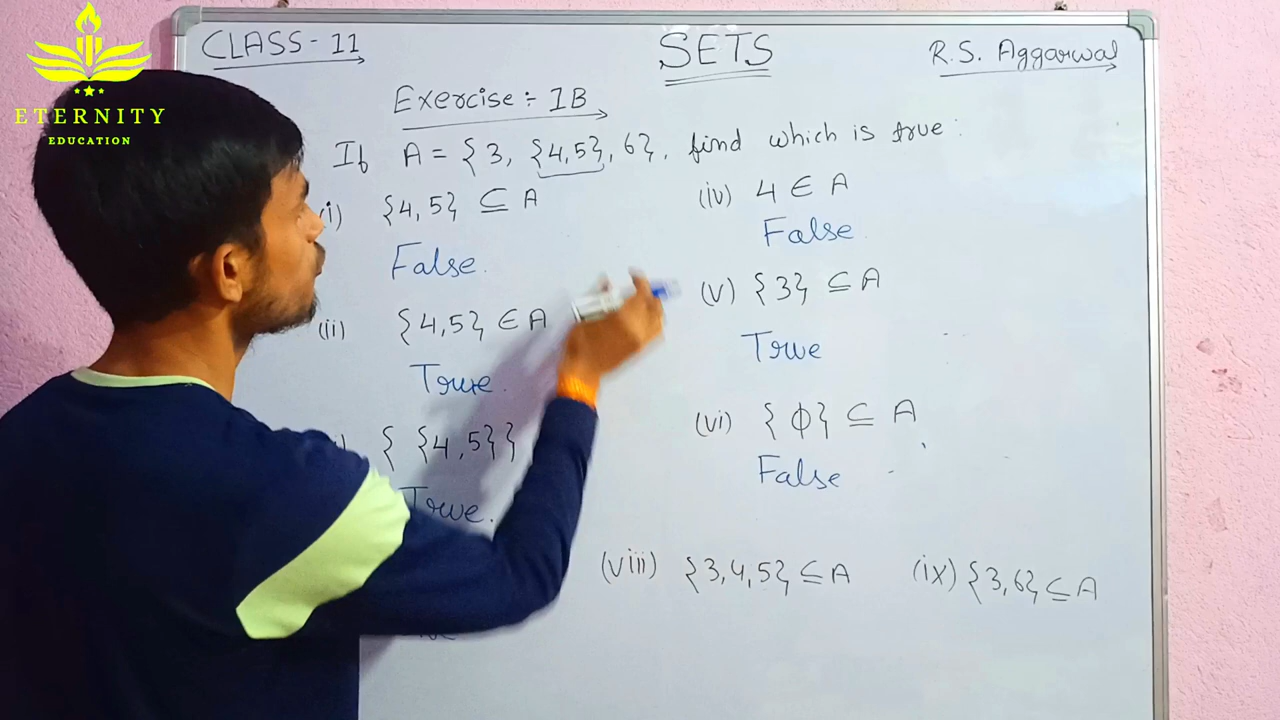 ETERNITY
EDUCATION
CLASS-11
SETS
R.S. Aggarwal
Exercise :- 1B
If A = {3, {4,5}, 6}, find which is true:
(i) {4,5} ⊆ A
False.
(ii) {4,5} ∈ A
True.
{ {4,5}}
True.
(iv) 4 ∈ A
False
(v) {3} ⊆ A
True
(vi) {ϕ} ⊆ A
False
(viii) {3,4,5} ⊆ A
(ix) {3,6} ⊆ A